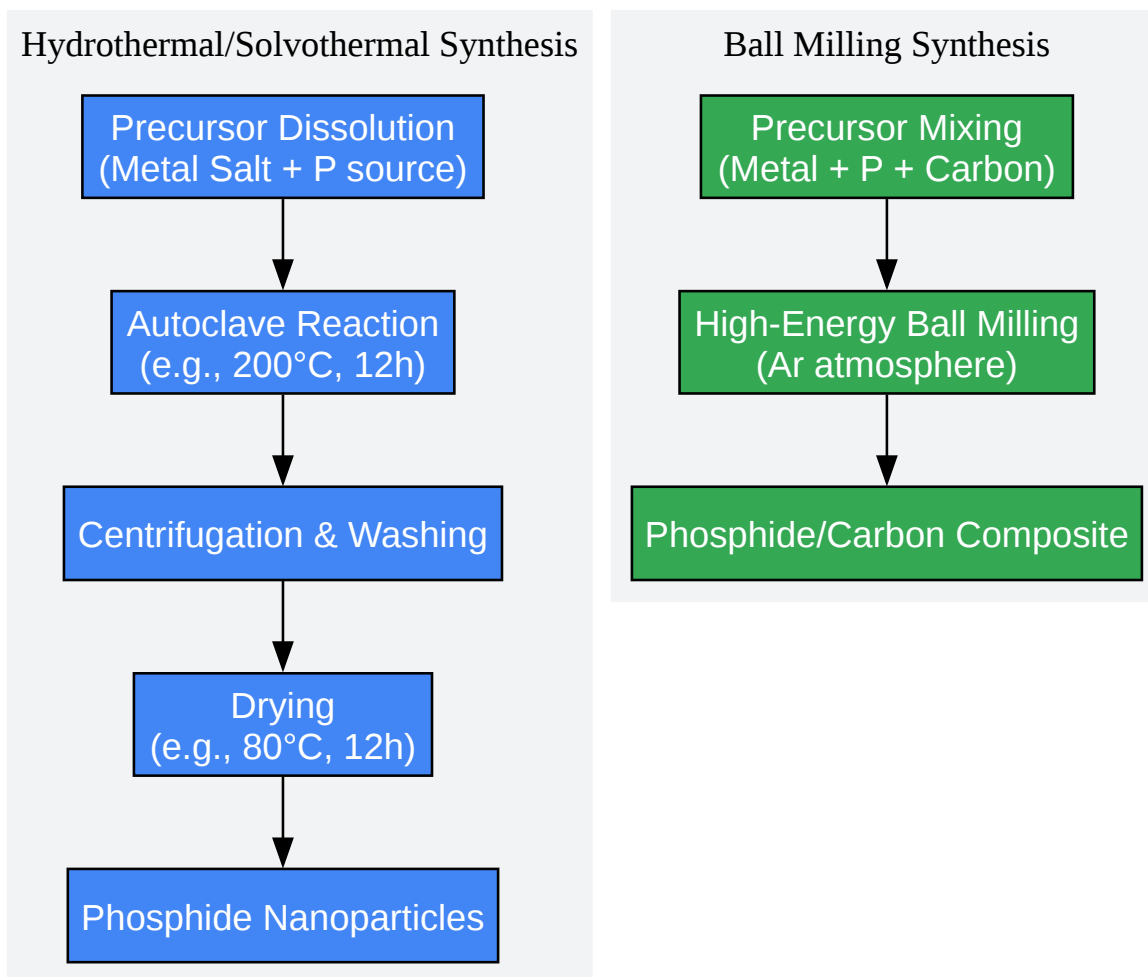 Hydrothermal/Solvothermal Synthesis
Precursor Dissolution
(Metal Salt + P source)
Autoclave Reaction
(e.g., 200°C, 12h)
Centrifugation & Washing
Drying
(e.g., 80°C, 12h)
Phosphide Nanoparticles
Ball Milling Synthesis
Precursor Mixing
(Metal + P + Carbon)
High-Energy Ball Milling
(Ar atmosphere)
Phosphide/Carbon Composite